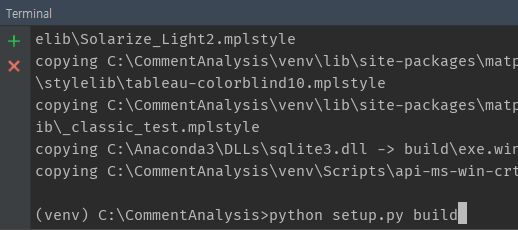 Terminal
elib\Solarize_Light2.mplstyle
copying C:\CommentAnalysis\venv\lib\site-packages\matp
\stylelib\tableau-colorblind10.mplstyle
copying C:\CommentAnalysis\venv\lib\site-packages\matp
ib\_classic_test.mplstyle
copying C:\Anaconda3\DLLs\sqlite3.dll -> build\exe.win
copying C:\CommentAnalysis\venv\Scripts\api-ms-win-crt
(venv) C:\CommentAnalysis>python setup.py build